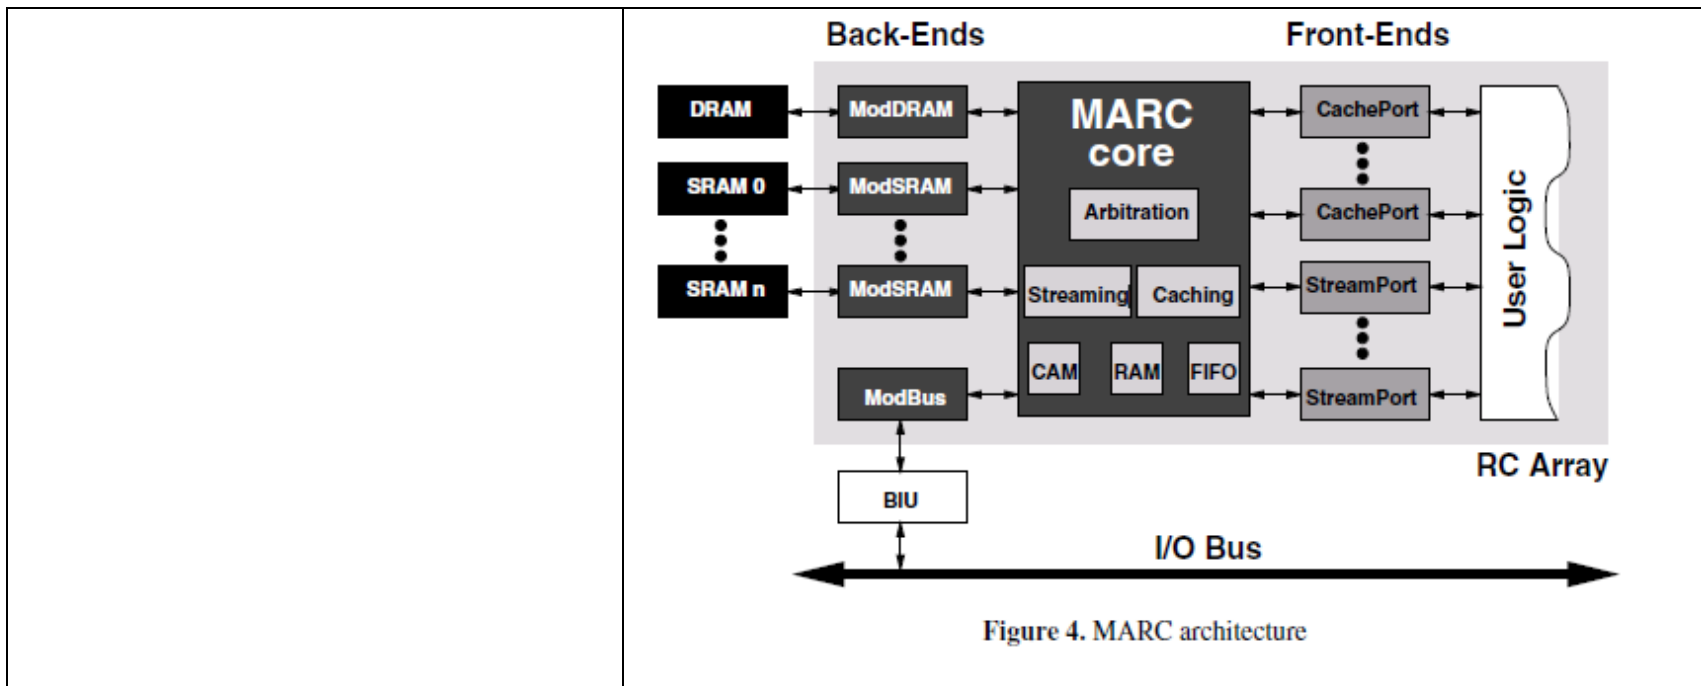 Back-Ends Front-Ends
DRAM ModDRAM MARC core CachePort
SRAM 0 ModSRAM Arbitration CachePort
SRAM n ModSRAM Streaming Caching StreamPort
CAM RAM FIFO
ModBus StreamPort
User Logic
RC Array
BIU
I/O Bus
Figure 4. MARC architecture